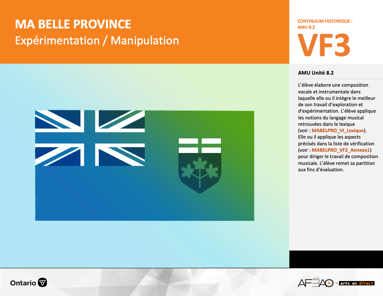 MA BELLE PROVINCE
Expérimentation / Manipulation
CONTINUUM HISTORIQUE :
AMU 8.2
VF3
AMU Unité 8.2
L'élève élabore une composition
vocale et instrumentale dans
laquelle elle ou il intègre le meilleur
de son travail d'exploration et
d'expérimentation. L'élève applique
les notions du langage musical
retrouvées dans le lexique
(voir : MABELPRO_VI_Lexique).
Elle ou il applique les aspects
précisés dans la liste de vérification
(voir : MABELPRO_VF2_Annexe1)
pour diriger le travail de composition
musicale. L'élève remet sa partition
aux fins d'évaluation.
Ontario
arts en direct